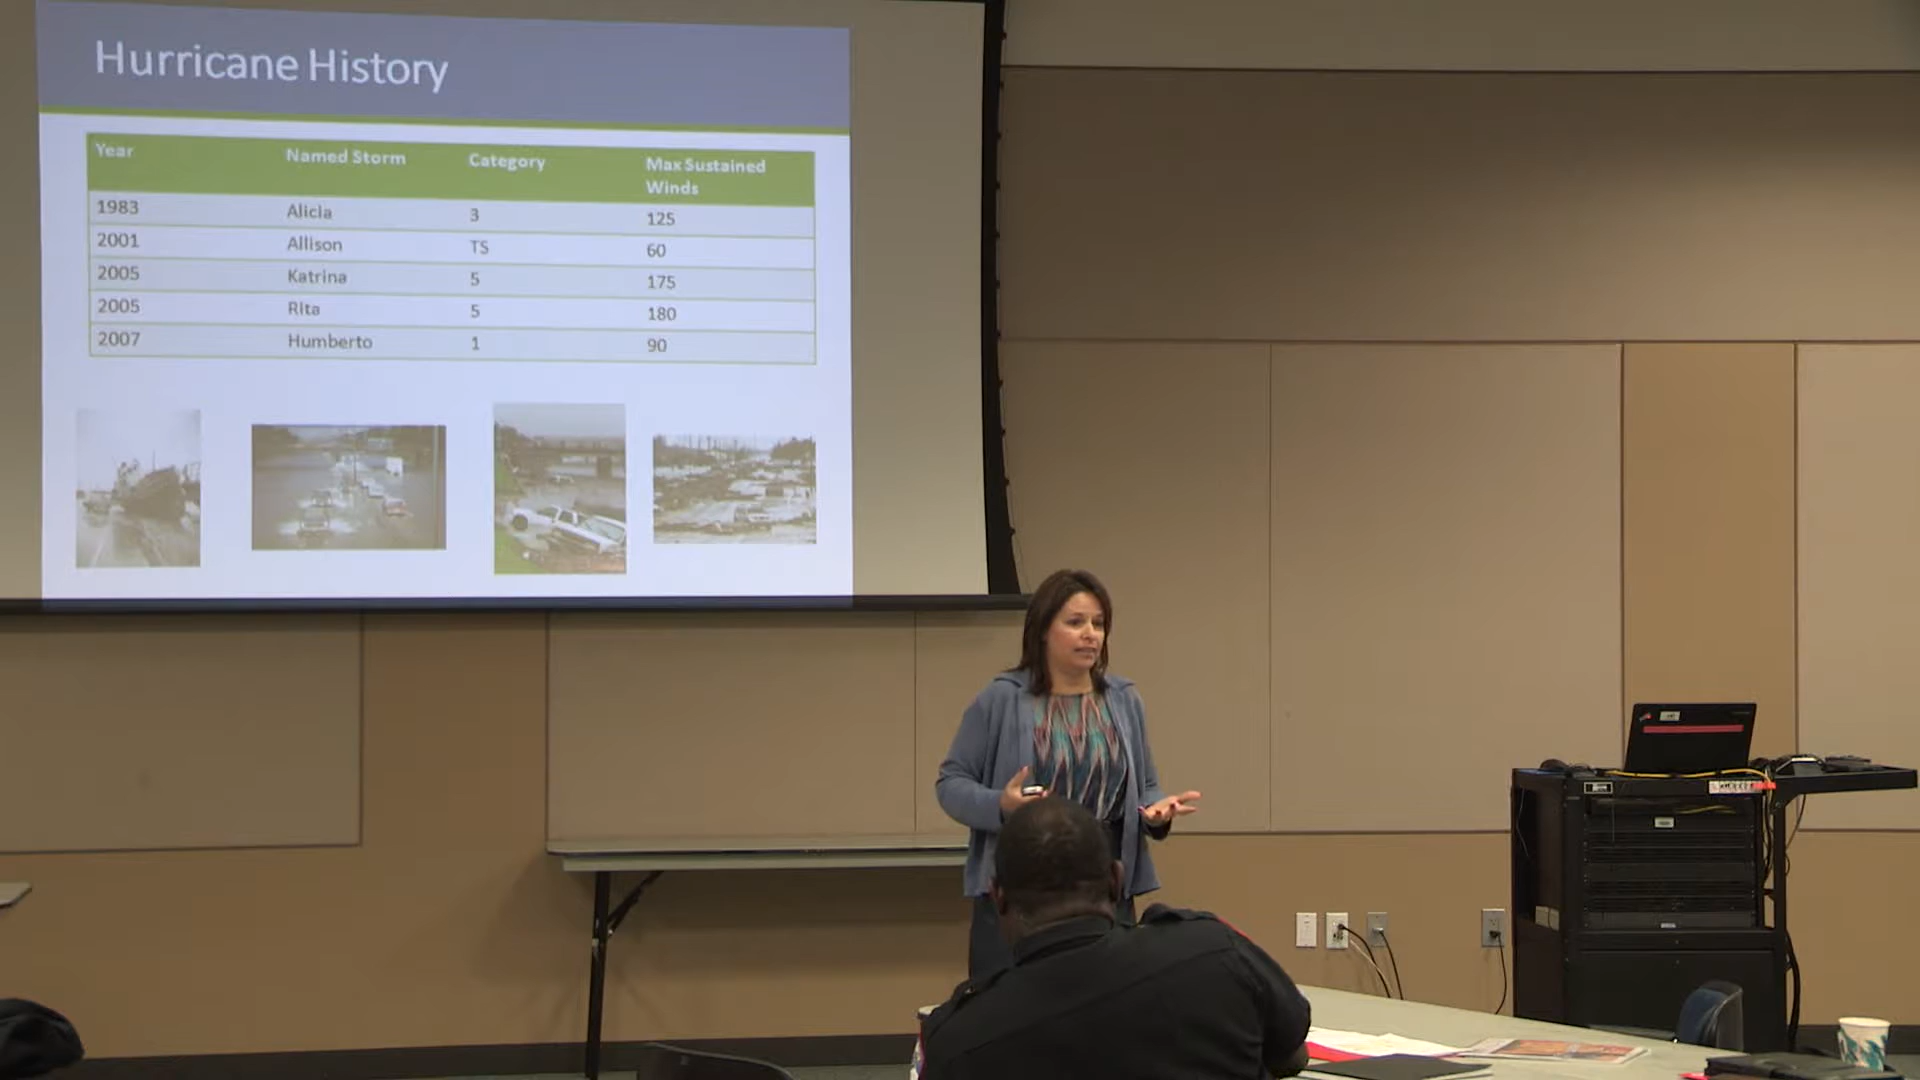 Hurricane History
Year Named Storm Category Max Sustained
Winds
1983 Alicia 3 125
2001 Allison TS 60
2005 Katrina 5 175
2005 Rita 5 180
2007 Humberto 1 90